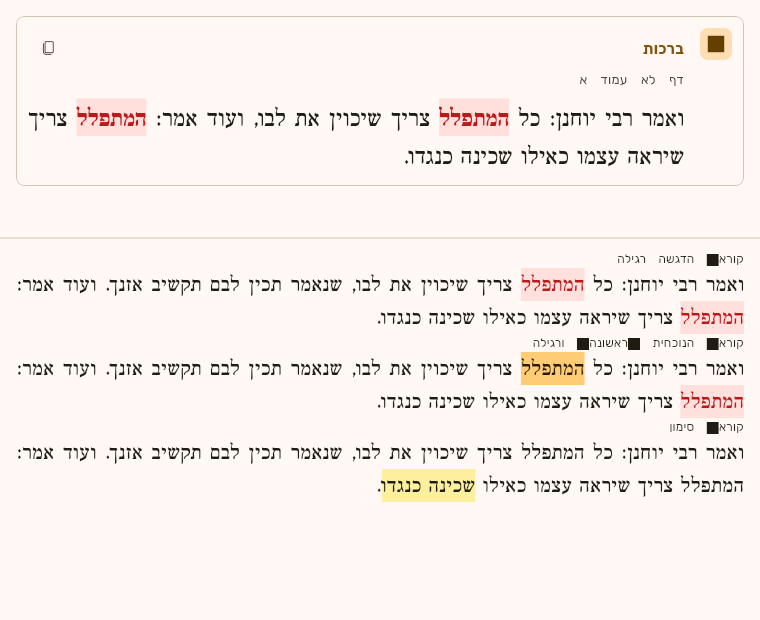 ברכות
דף לא עמוד א
ואמר רבי יוחנן: כל המתפלל צריך שיכוין את לבו, ועוד אמר: המתפלל צריך
שיראה עצמו כאילו שכינה כנגדו.
קורא הדגשה רגילה
ואמר רבי יוחנן: כל המתפלל צריך שיכוין את לבו, שנאמר תכין לבם תקשיב אזנך. ועוד אמר:
המתפלל צריך שיראה עצמו כאילו שכינה כנגדו.
קורא הנוכחית ראשונה ורגילה
ואמר רבי יוחנן: כל המתפלל צריך שיכוין את לבו, שנאמר תכין לבם תקשיב אזנך. ועוד אמר:
המתפלל צריך שיראה עצמו כאילו שכינה כנגדו.
קורא סימון
ואמר רבי יוחנן: כל המתפלל צריך שיכוין את לבו, שנאמר תכין לבם תקשיב אזנך. ועוד אמר:
המתפלל צריך שיראה עצמו כאילו שכינה כנגדו.